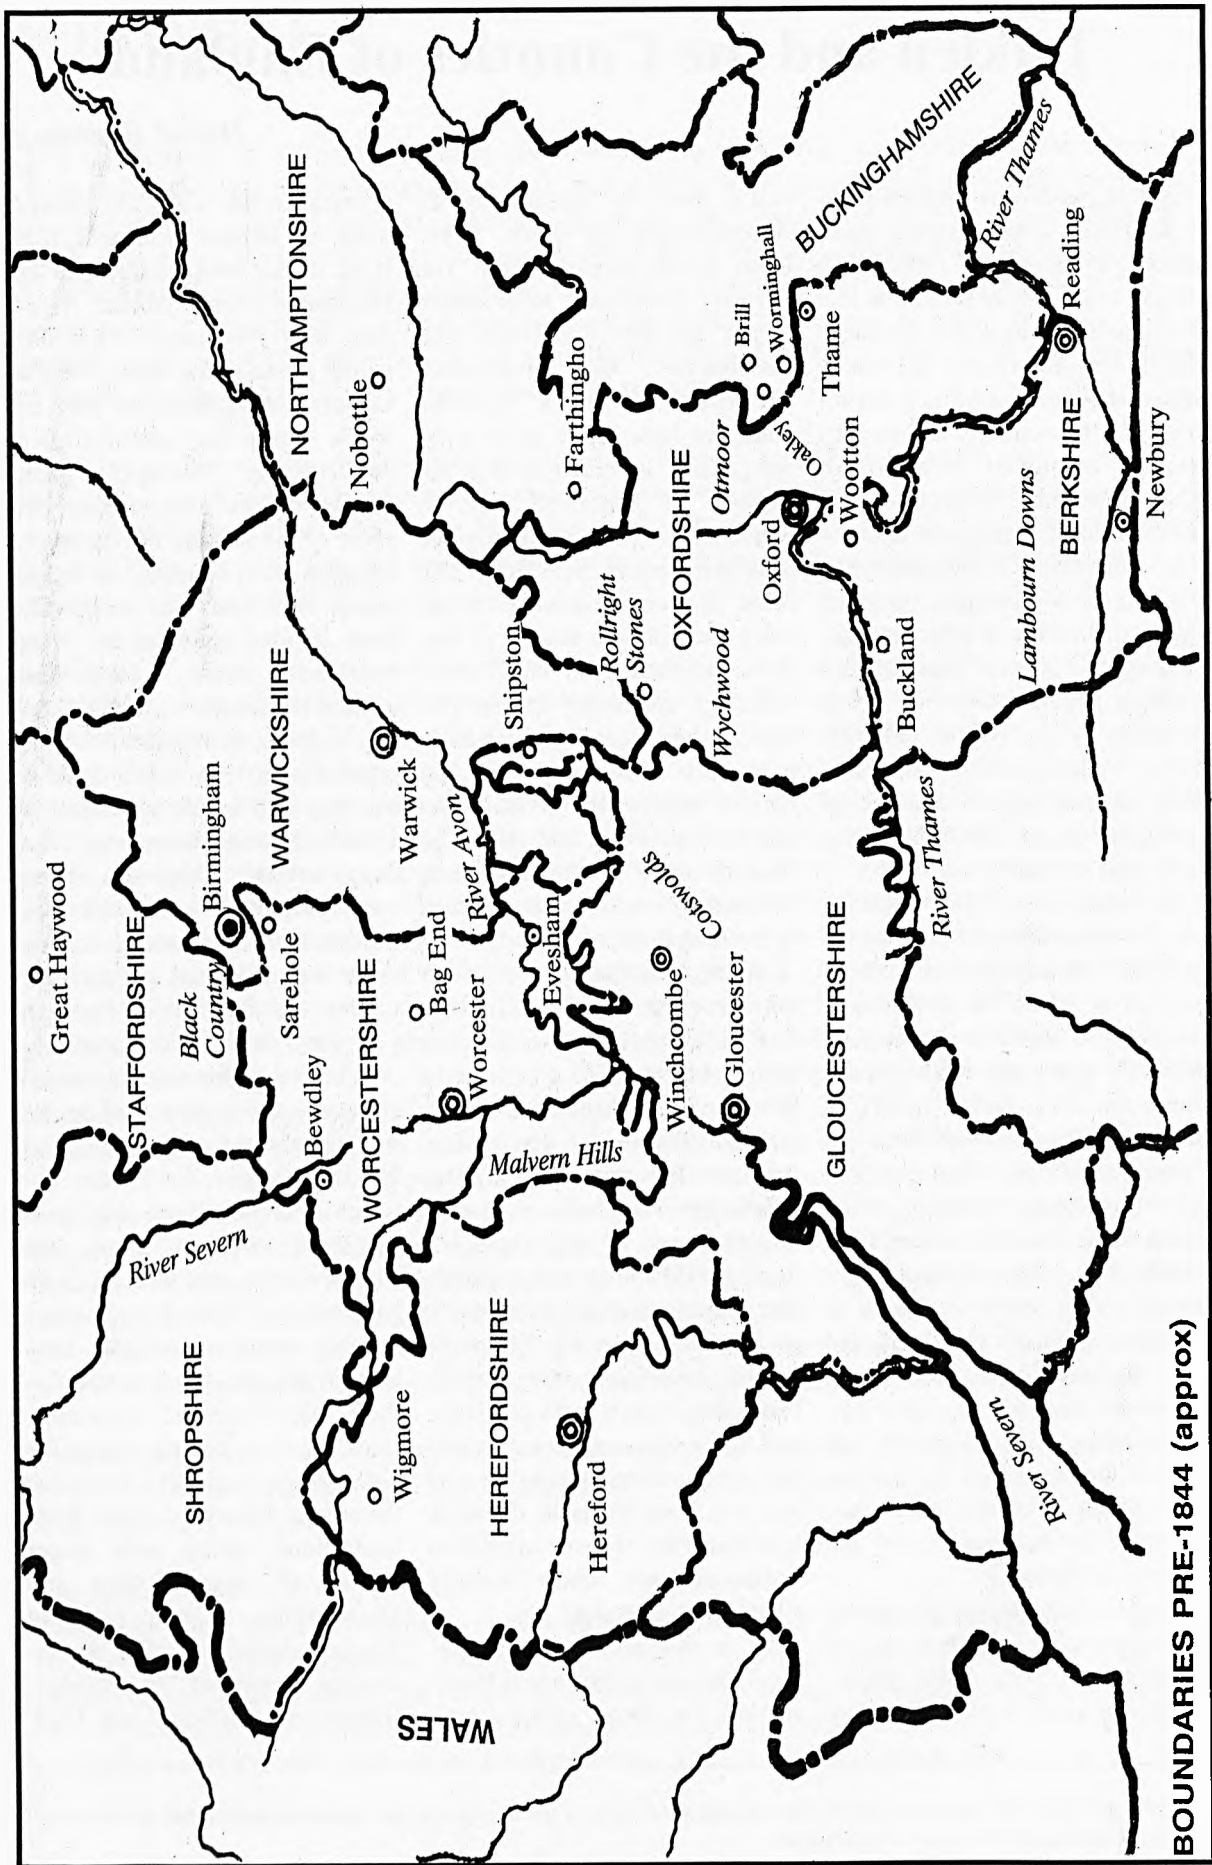 Great Haywood
STAFFORDSHIRE
Black
Country
Birmingham
Sarehole
Bewdley
River Severn
SHROPSHIRE
WARWICKSHIRE
NORTHAMPTONSHIRE
Nobottle
Warwick
River Avon
Bag End
Worcester
WORCESTERSHIRE
Wigmore
HEREFORDSHIRE
WALES
Malvern Hills
Evesham
Shipston
Farthingho
Rollright
Stones
Hereford
Winchcombe
Cotswolds
Gloucester
Wychwood
OXFORDSHIRE
Otmoor
Brill
Worminghall
Oakley
Thame
BUCKINGHAMSHIRE
Oxford
Wootton
GLOUCESTERSHIRE
Buckland
River Thames
River Thames
Reading
BERKSHIRE
Lambourn Downs
Newbury
River Severn
BOUNDARIES PRE-1844 (approx)